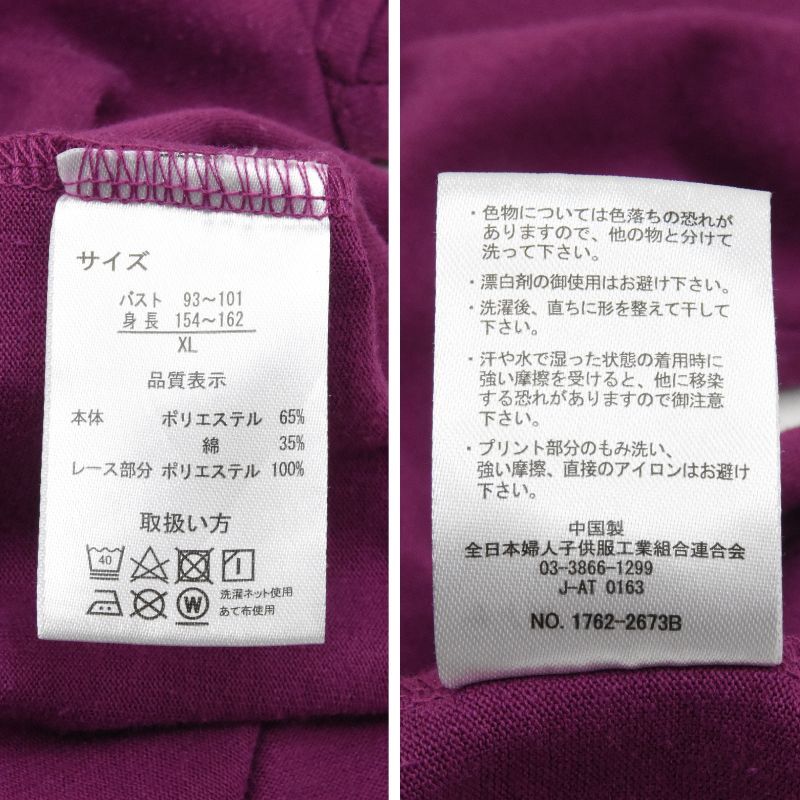 サイズ
バスト 93～101
身長 154～162
XL
品質表示
本体 ポリエステル 65%
綿 35%
レース部分 ポリエステル 100%
取扱い方
40
洗濯ネット使用
W あて布使用
・色物については色落ちの恐れが
ありますので、他の物と分けて
洗って下さい。
・漂白剤の御使用はお避け下さい。
・洗濯後、直ちに形を整えて干して
下さい。
・汗や水で湿った状態の着用時に
強い摩擦を受けると、他に移染
する恐れがありますので御注意
下さい。
・プリント部分のもみ洗い、
強い摩擦、直接のアイロンはお避け
下さい。
中国製
全日本婦人子供服工業組合連合会
03-3866-1299
J-AT 0163
NO. 1762-2673B